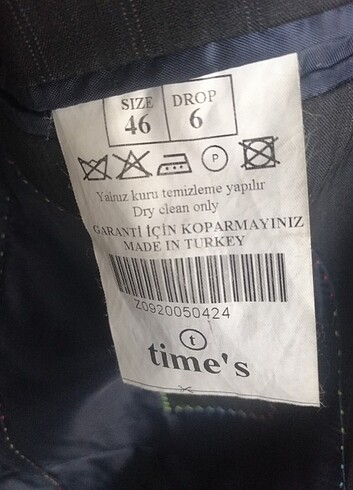 SIZE DROP
46 6
P
Yalnız kuru temizleme yapılır
Dry clean only
GARANTİ İÇİN KOPARMAYINIZ
MADE IN TURKEY
Z0920050424
t
time's